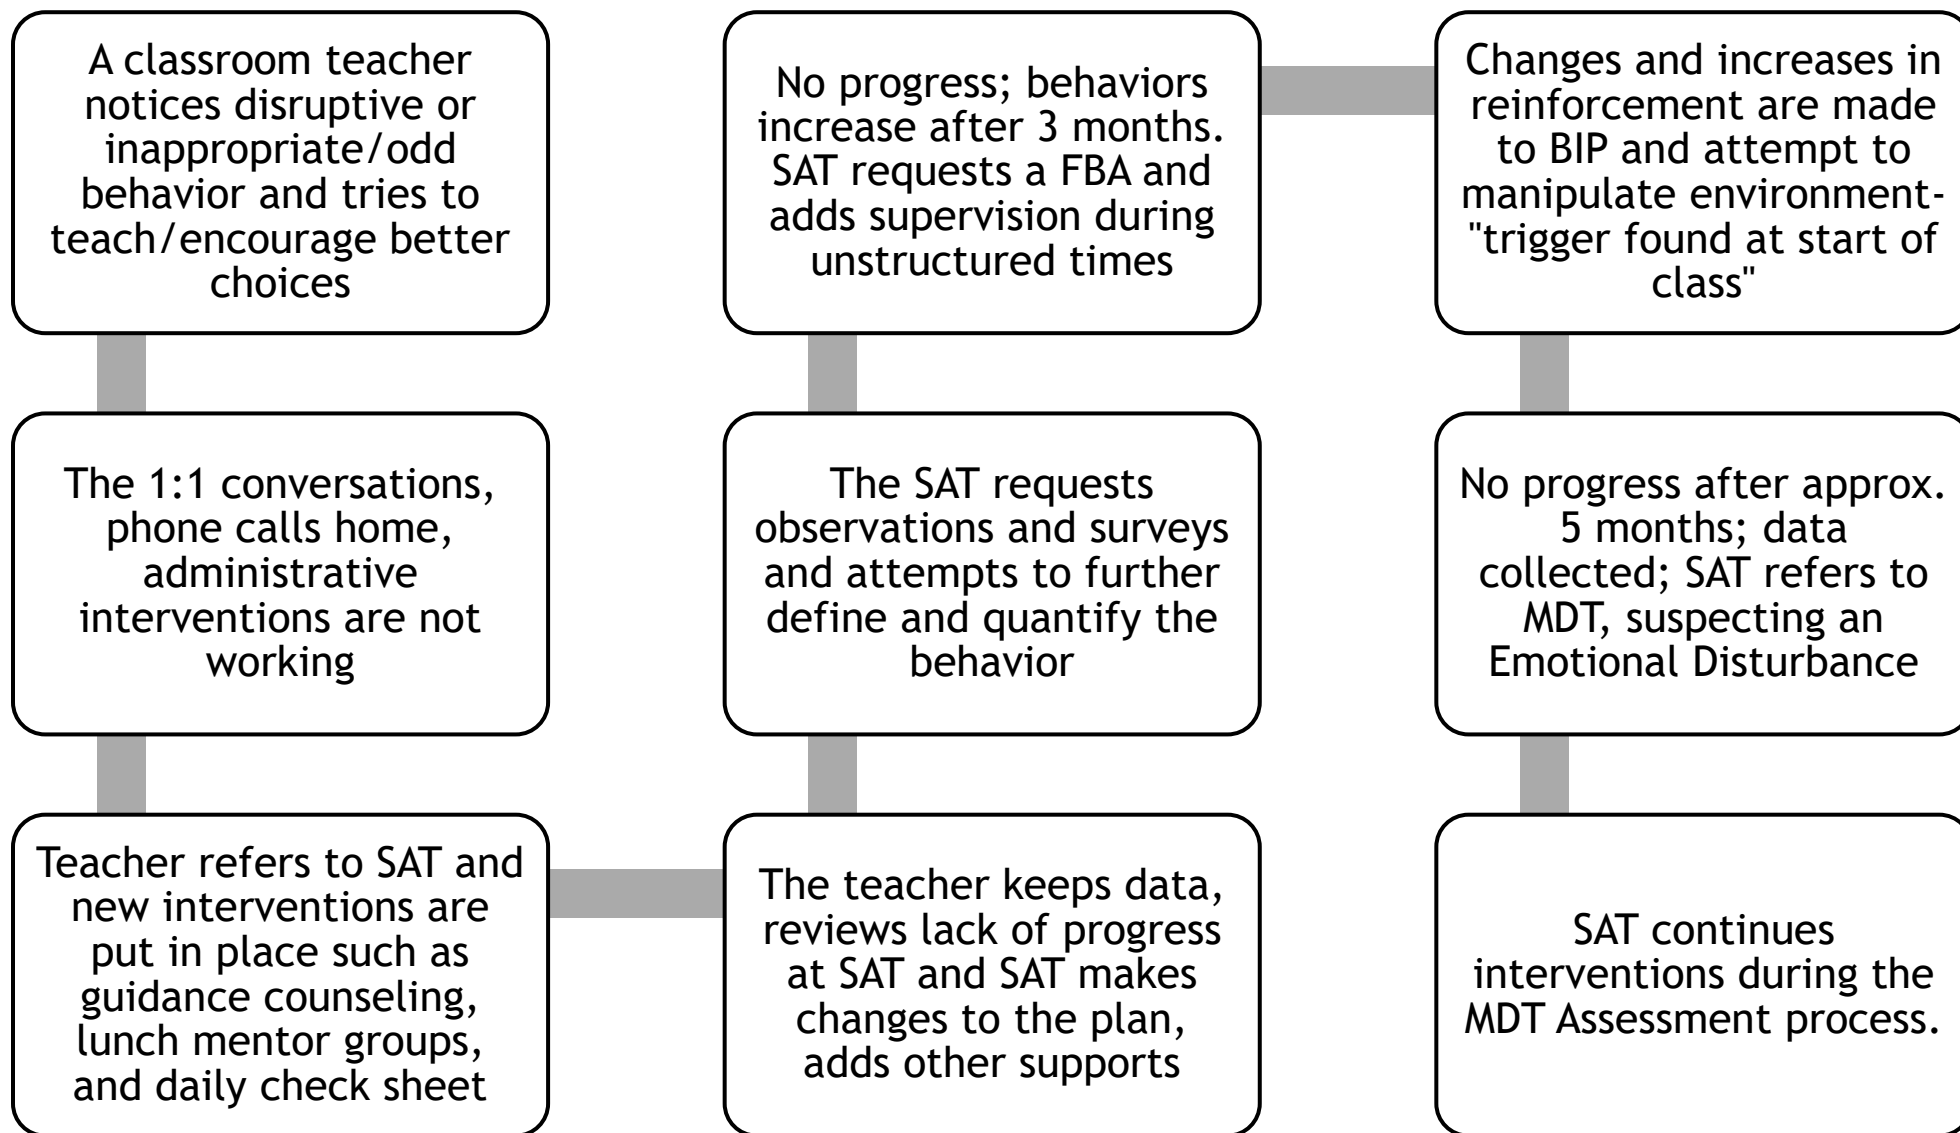 A classroom teacher
notices disruptive or
inappropriate/odd
behavior and tries to
teach/encourage better
choices
The 1:1 conversations,
phone calls home,
administrative
interventions are not
working
Teacher refers to SAT and
new interventions are
put in place such as
guidance counseling,
lunch mentor groups,
and daily check sheet
The teacher keeps data,
reviews lack of progress
at SAT and SAT makes
changes to the plan,
adds other supports
The SAT requests
observations and surveys
and attempts to further
define and quantify the
behavior
No progress; behaviors
increase after 3 months.
SAT requests a FBA and
adds supervision during
unstructured times
Changes and increases in
reinforcement are made
to BIP and attempt to
manipulate environment-
"trigger found at start of
class"
No progress after approx.
5 months; data
collected; SAT refers to
MDT, suspecting an
Emotional Disturbance
SAT continues
interventions during the
MDT Assessment process.